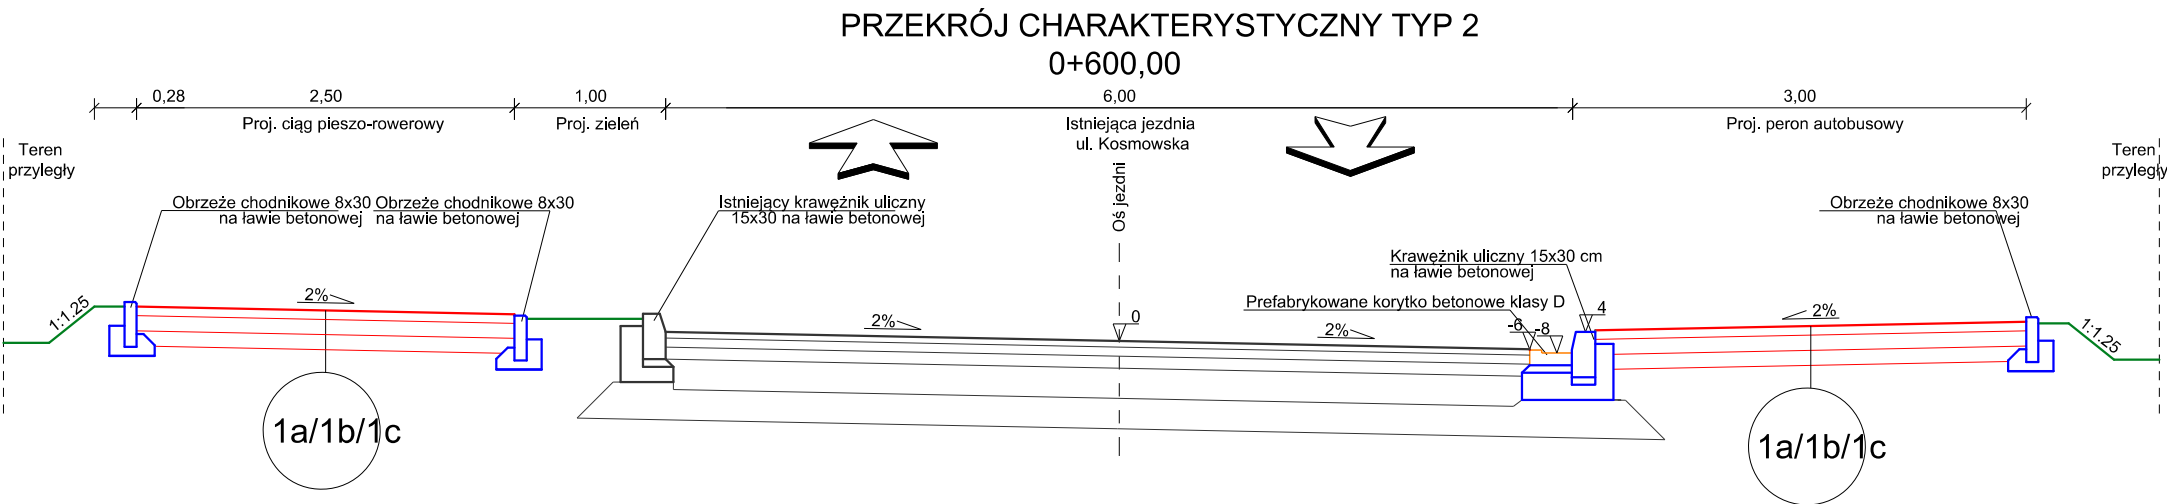 PRZEKRÓJ CHARAKTERYSTYCZNY TYP 2
0+600,00
0,28
2,50
1,00
6,00
3,00
Proj. ciąg pieszo-rowerowy
Proj. zieleń
Istniejąca jezdnia
ul. Kosmowska
Proj. peron autobusowy
Teren
przyległy
Teren
przyległy
Oś jezdni
Obrzeże chodnikowe 8x30
na ławie betonowej
Obrzeże chodnikowe 8x30
na ławie betonowej
Istniejący krawężnik uliczny
15x30 na ławie betonowej
Obrzeże chodnikowe 8x30
na ławie betonowej
Krawężnik uliczny 15x30 cm
na ławie betonowej
Prefabrykowane korytko betonowe klasy D
1:1.25
2%
2%
0
2%
-6
-8
4
2%
1:1.25
1a/1b/1c
1a/1b/1c